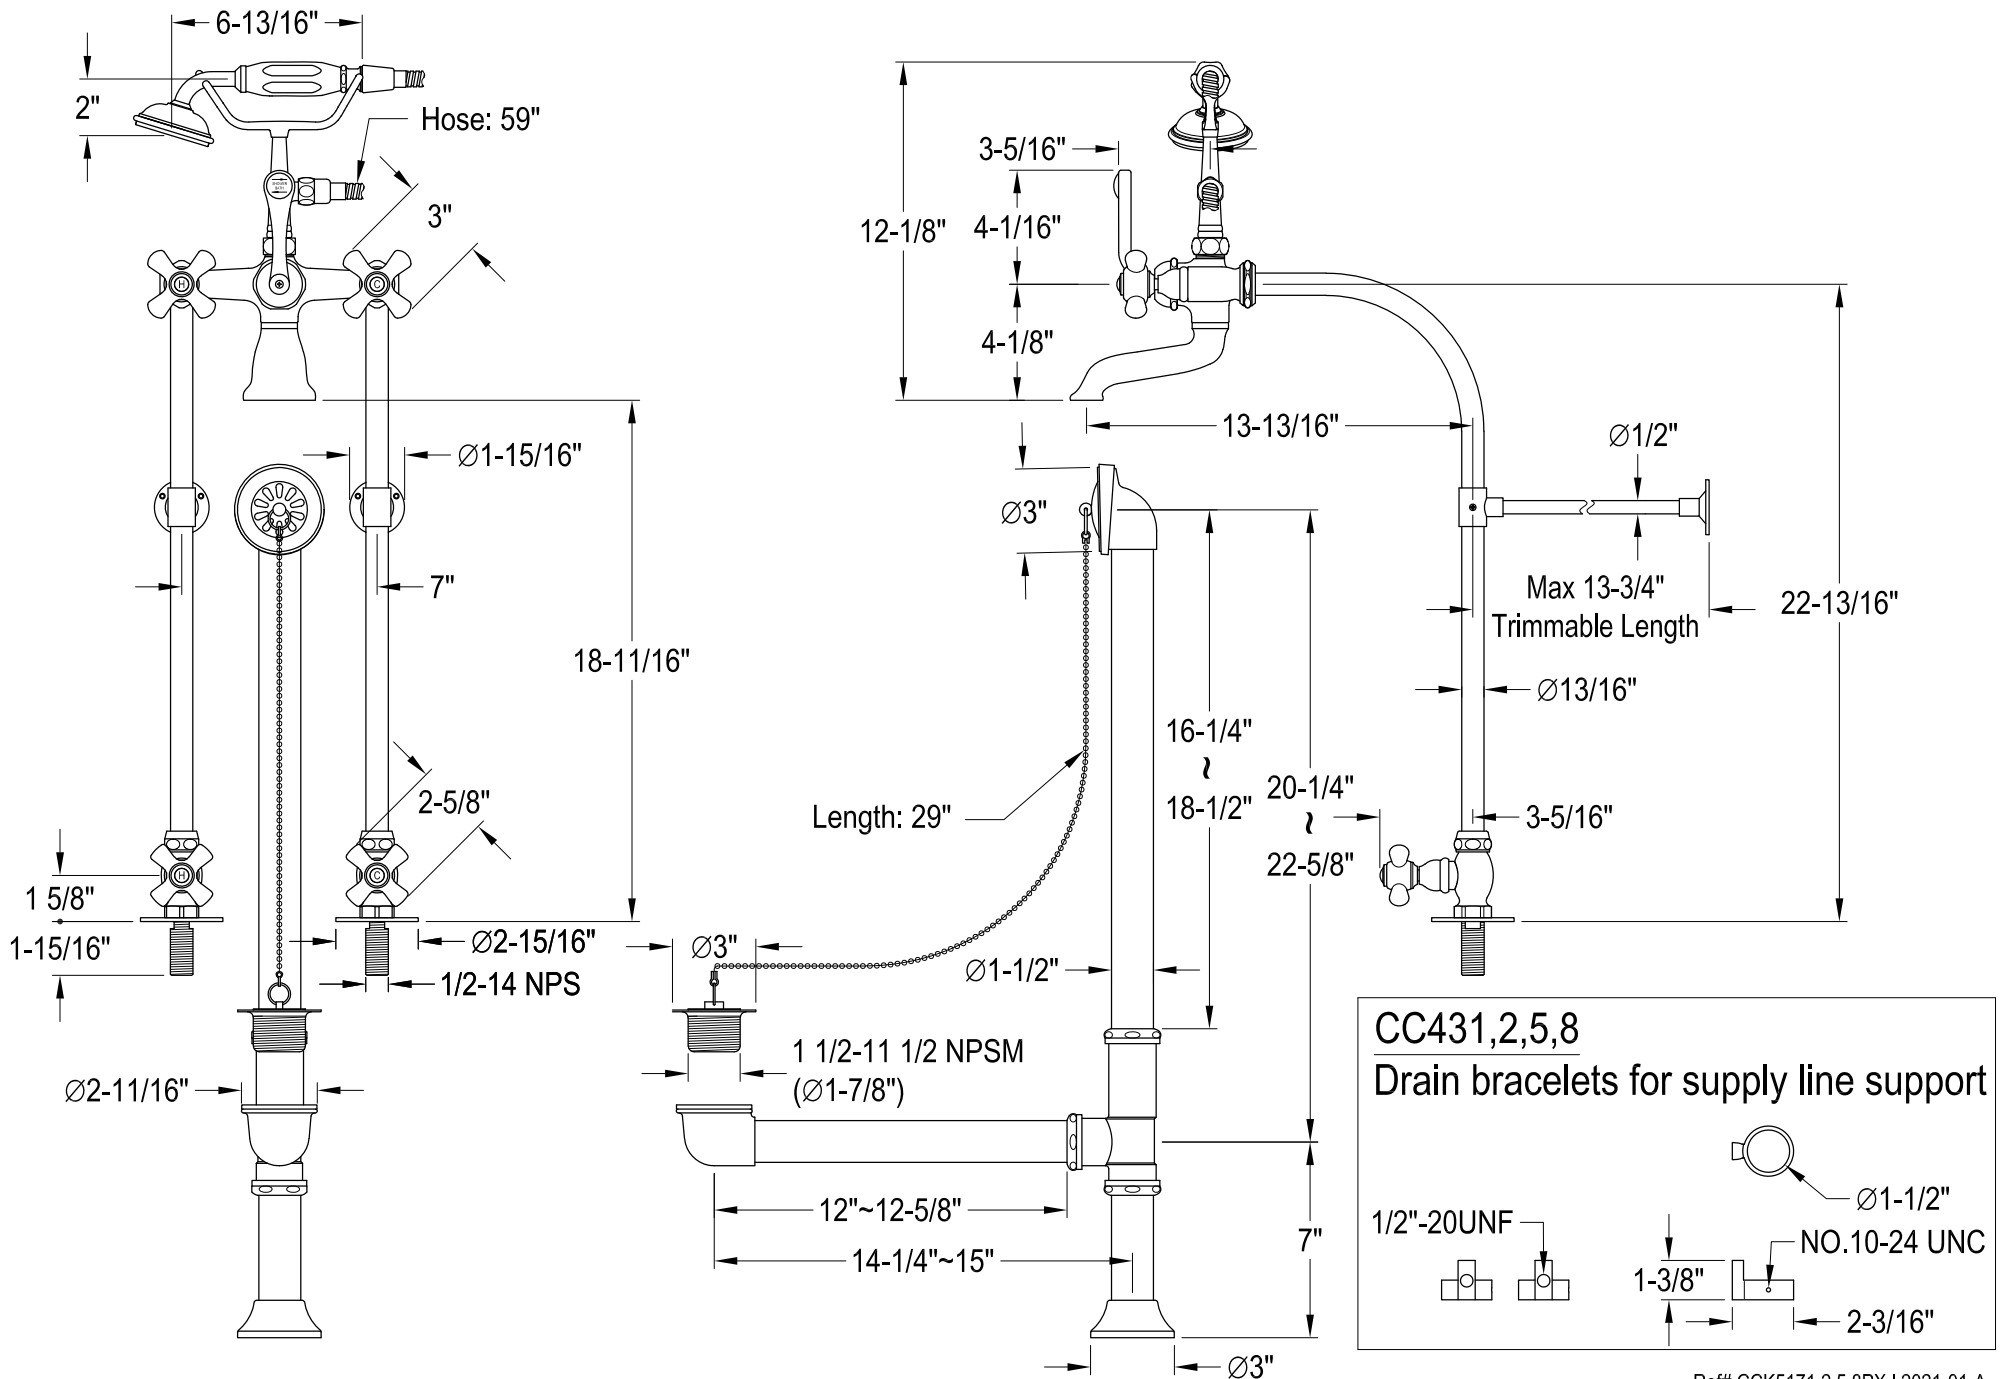 6-13/16"
2"
Hose: 59"
SHOWER
BATH
3"
H
C
Ø1-15/16"
7"
18-11/16"
2-5/8"
H
C
1 5/8"
1-15/16"
Ø2-15/16"
1/2-14 NPS
Ø2-11/16"
12-1/8"
3-5/16"
4-1/16"
4-1/8"
13-13/16"
Ø1/2"
Ø3"
Max 13-3/4"
Trimmable Length
22-13/16"
Ø13/16"
16-1/4"
~
18-1/2"
20-1/4"
~
22-5/8"
Length: 29"
3-5/16"
Ø3"
Ø1-1/2"
1 1/2-11 1/2 NPSM
(Ø1-7/8")
12"~12-5/8"
14-1/4"~15"
7"
Ø3"
CC431,2,5,8
Drain bracelets for supply line support
Ø1-1/2"
1/2"-20UNF
NO.10-24 UNC
1-3/8"
2-3/16"